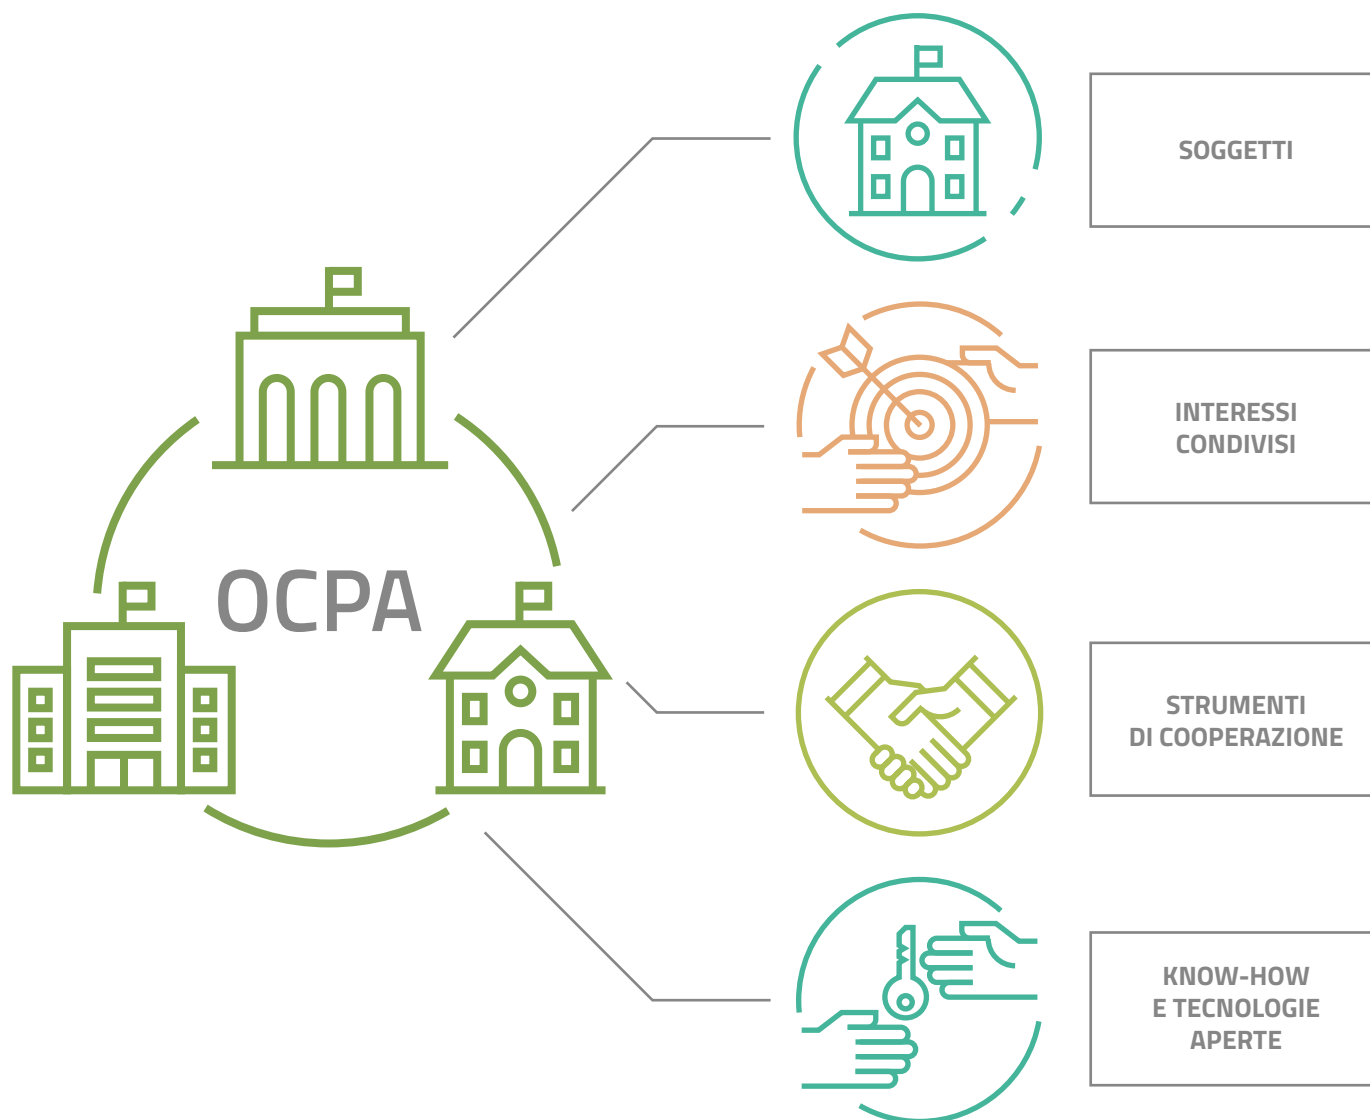 OCPA
SOGGETTI
INTERESSI
CONDIVISI
STRUMENTI
DI COOPERAZIONE
KNOW-HOW
E TECNOLOGIE
APERTE